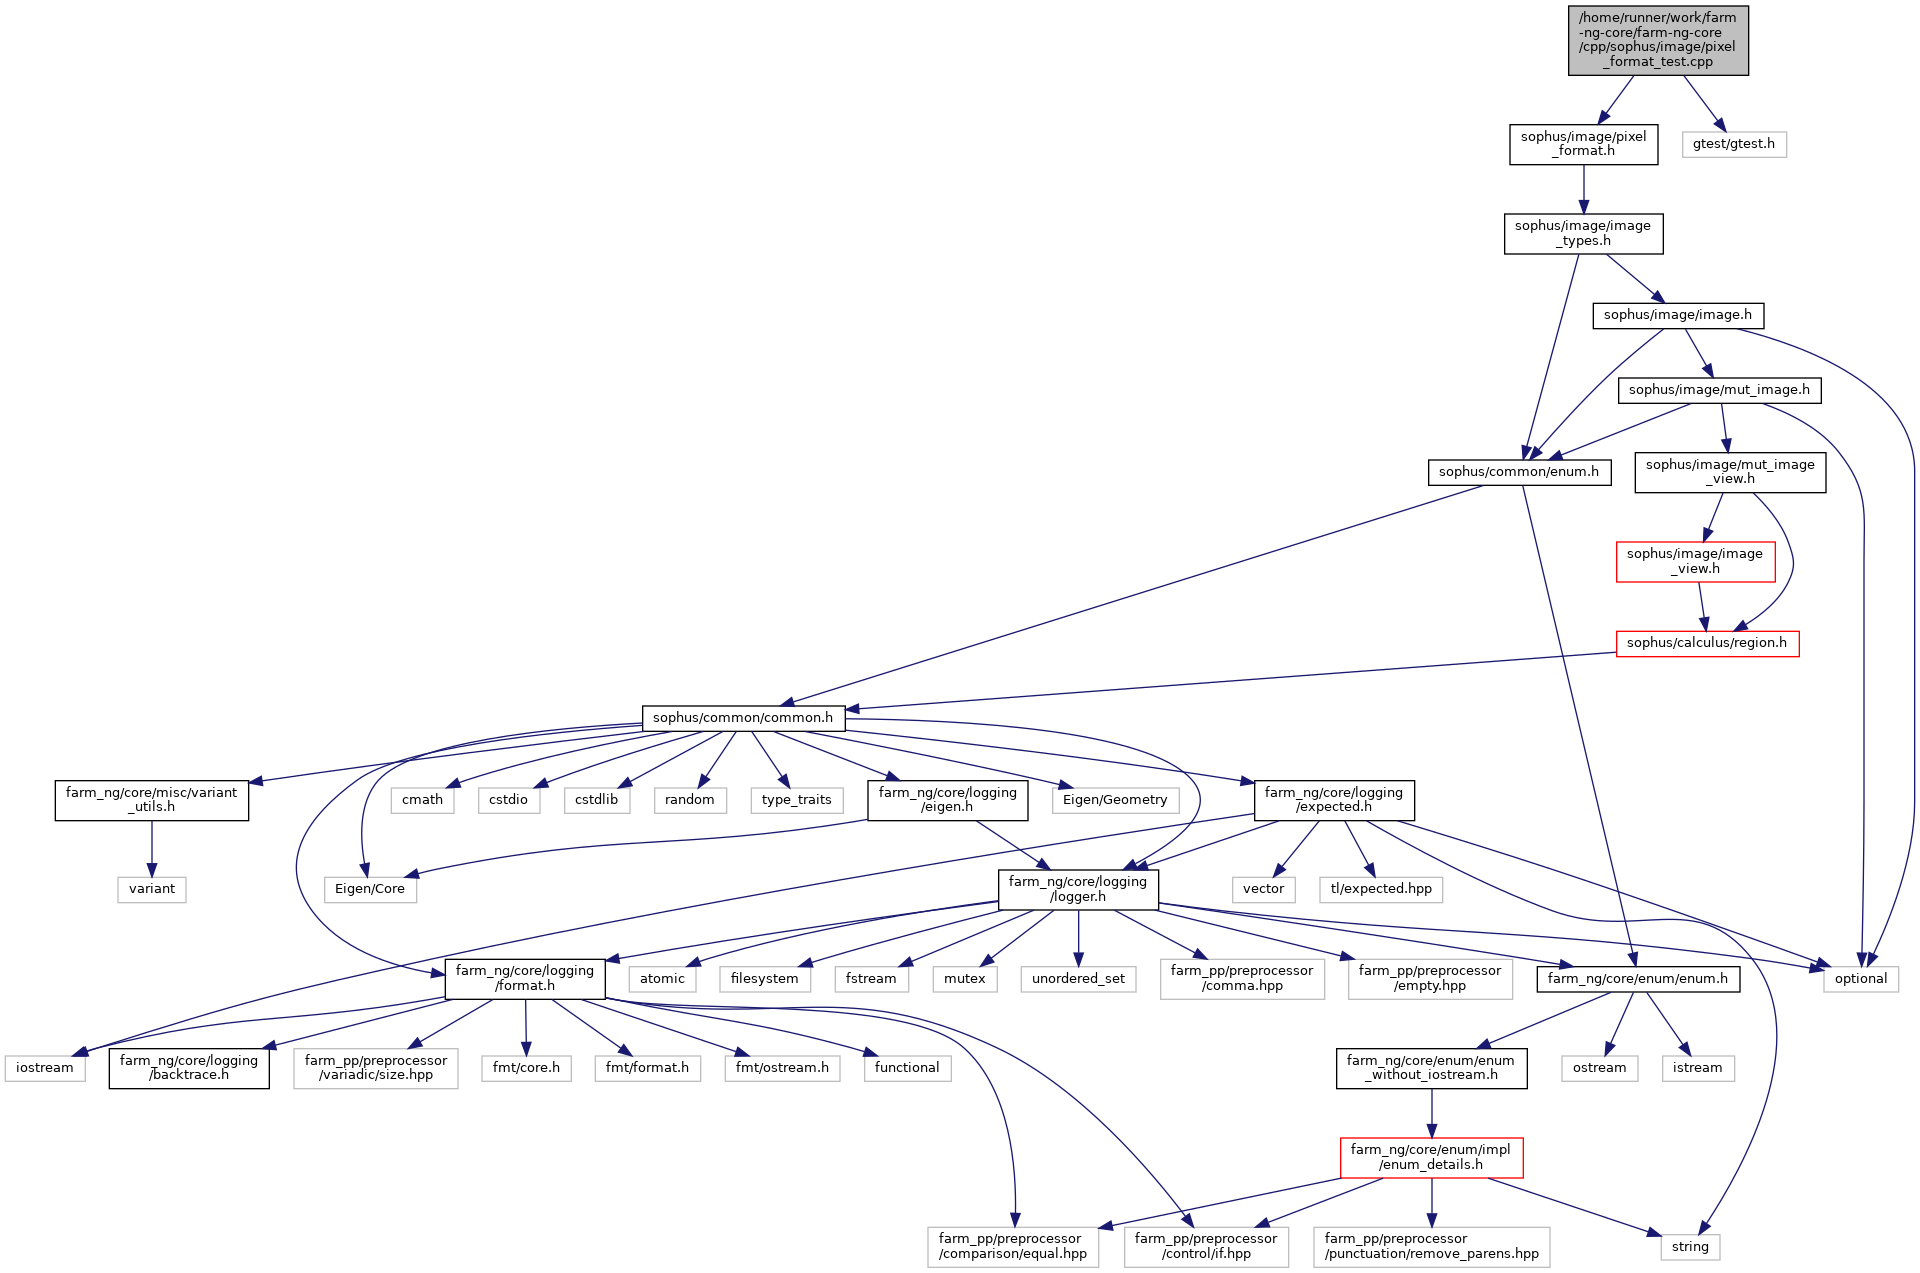 /home/runner/work/farm
-ng-core/farm-ng-core
/cpp/sophus/image/pixel
_format_test.cpp
sophus/image/pixel
_format.h
gtest/gtest.h
sophus/image/image
_types.h
sophus/image/image.h
sophus/image/mut_image.h
sophus/common/enum.h
sophus/image/mut_image
_view.h
sophus/image/image
_view.h
sophus/calculus/region.h
sophus/common/common.h
farm_ng/core/misc/variant
_utils.h
cmath
cstdio
cstdlib
random
type_traits
farm_ng/core/logging
/eigen.h
Eigen/Geometry
farm_ng/core/logging
/expected.h
variant
Eigen/Core
farm_ng/core/logging
/logger.h
vector
tl/expected.hpp
farm_ng/core/logging
/format.h
atomic
filesystem
fstream
mutex
unordered_set
farm_pp/preprocessor
/comma.hpp
farm_pp/preprocessor
/empty.hpp
farm_ng/core/enum/enum.h
optional
iostream
farm_ng/core/logging
/backtrace.h
farm_pp/preprocessor
/variadic/size.hpp
fmt/core.h
fmt/format.h
fmt/ostream.h
functional
farm_ng/core/enum/enum
_without_iostream.h
ostream
istream
farm_ng/core/enum/impl
/enum_details.h
farm_pp/preprocessor
/comparison/equal.hpp
farm_pp/preprocessor
/control/if.hpp
farm_pp/preprocessor
/punctuation/remove_parens.hpp
string